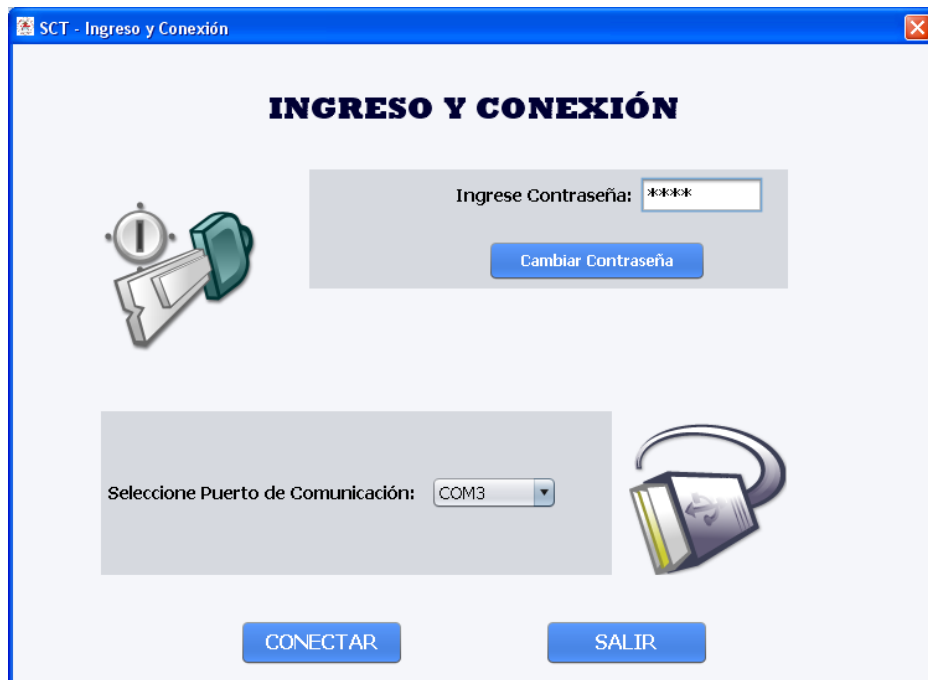 SCT - Ingreso y Conexión
INGRESO Y CONEXIÓN
Ingrese Contraseña: ****
Cambiar Contraseña
Seleccione Puerto de Comunicación: COM3
CONECTAR SALIR